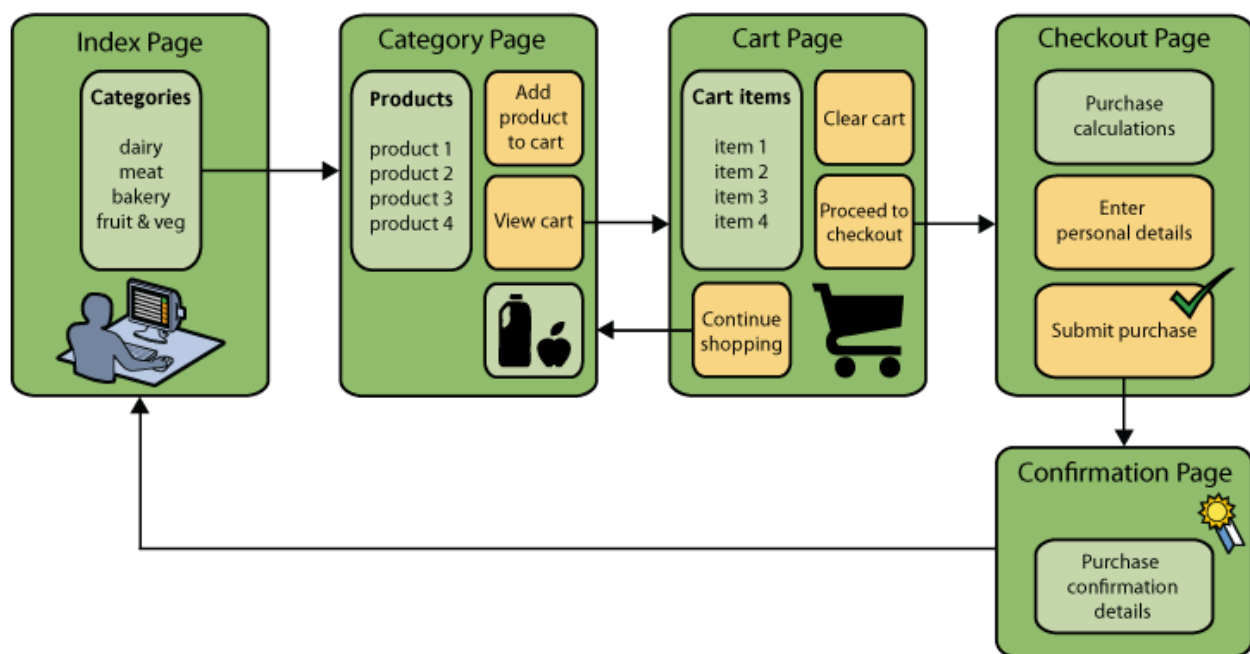 Index Page
Categories
dairy
meat
bakery
fruit & veg
Category Page
Products
product 1
product 2
product 3
product 4
Add
product
to cart
View cart
Cart Page
Cart items
item 1
item 2
item 3
item 4
Clear cart
Proceed to
checkout
Continue
shopping
Checkout Page
Purchase
calculations
Enter
personal details
Submit purchase
Confirmation Page
Purchase
confirmation
details